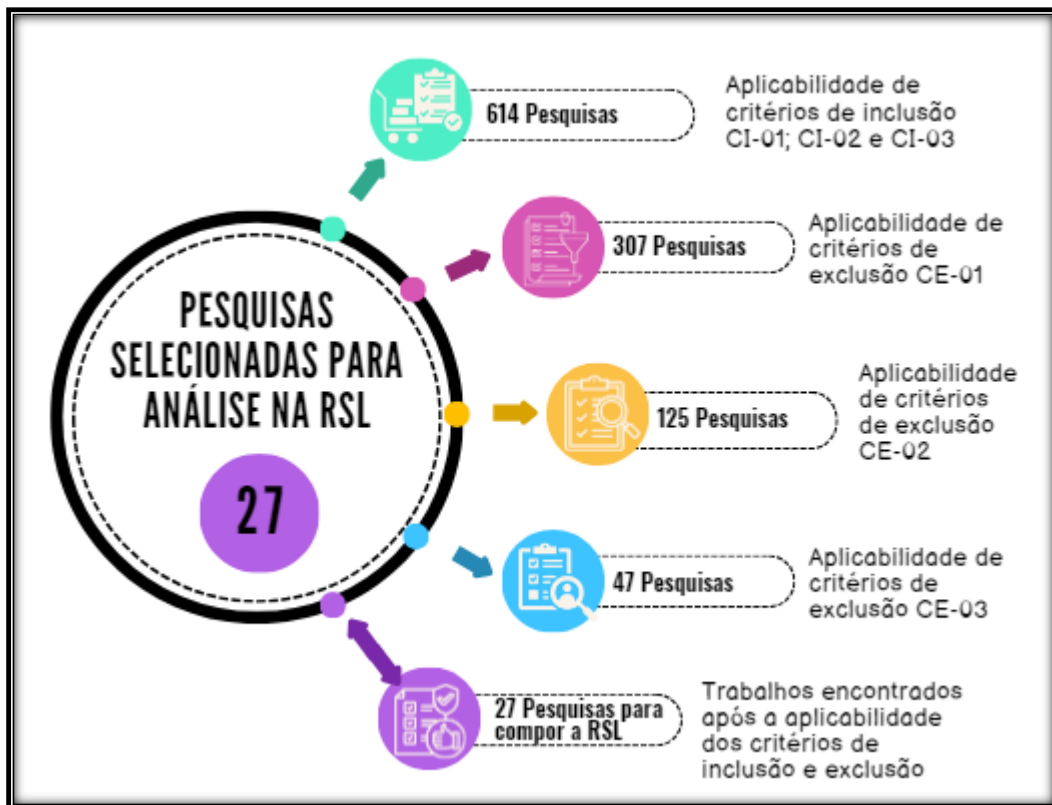 614 Pesquisas
Aplicabilidade de
critérios de inclusão
CI-01; CI-02 e CI-03
307 Pesquisas
Aplicabilidade de
critérios de
exclusão CE-01
PESQUISAS
SELECIONADAS PARA
ANÁLISE NA RSL
27
125 Pesquisas
Aplicabilidade
de critérios
de exclusão
CE-02
47 Pesquisas
Aplicabilidade de
critérios de
exclusão CE-03
27 Pesquisas para
compor a RSL
Trabalhos encontrados
após a aplicabilidade
dos critérios de
inclusão e exclusão